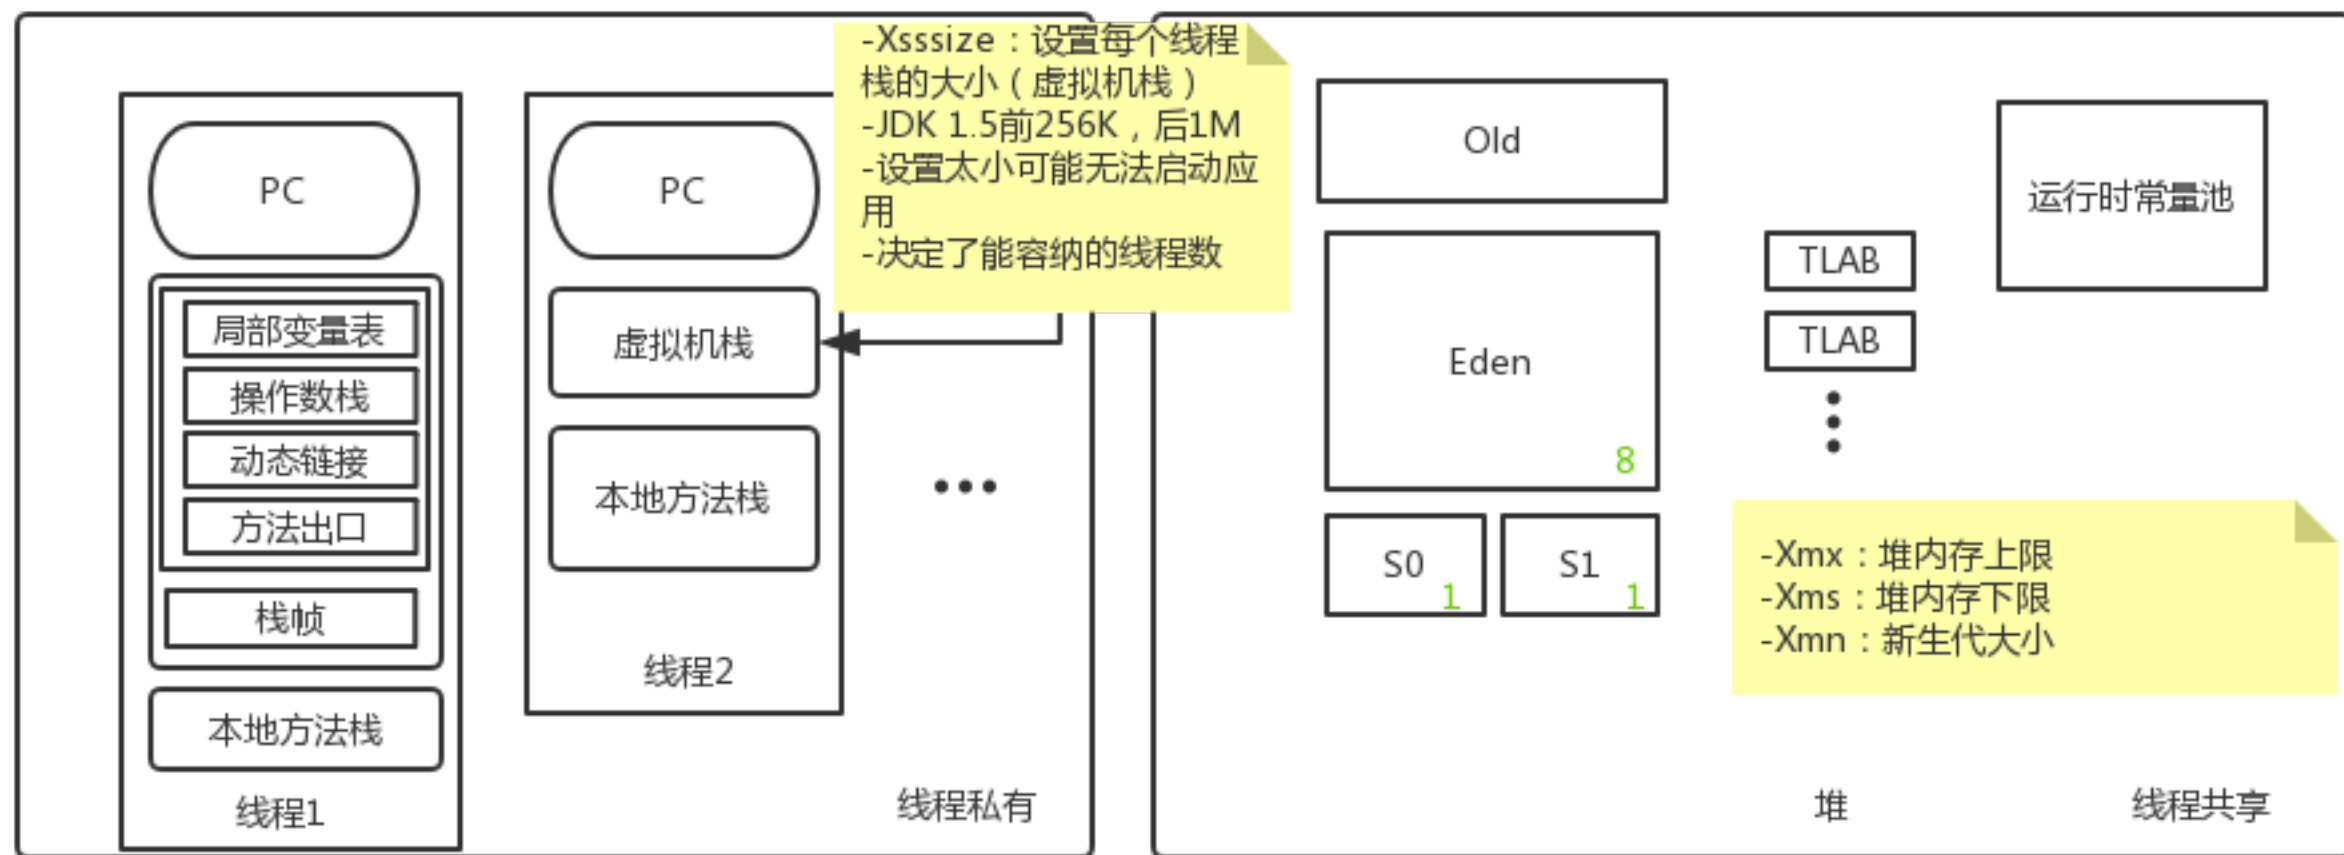 PC
局部变量表
操作数栈
动态链接
方法出口
栈帧
本地方法栈
线程1
PC
虚拟机栈
本地方法栈
线程2
-Xsssize：设置每个线程
栈的大小（虚拟机栈）
-JDK 1.5前256K，后1M
-设置太小可能无法启动应
用
-决定了能容纳的线程数
线程私有
Old
Eden
8
S0
1
S1
1
TLAB
TLAB
运行时常量池
-Xmx：堆内存上限
-Xms：堆内存下限
-Xmn：新生代大小
堆
线程共享